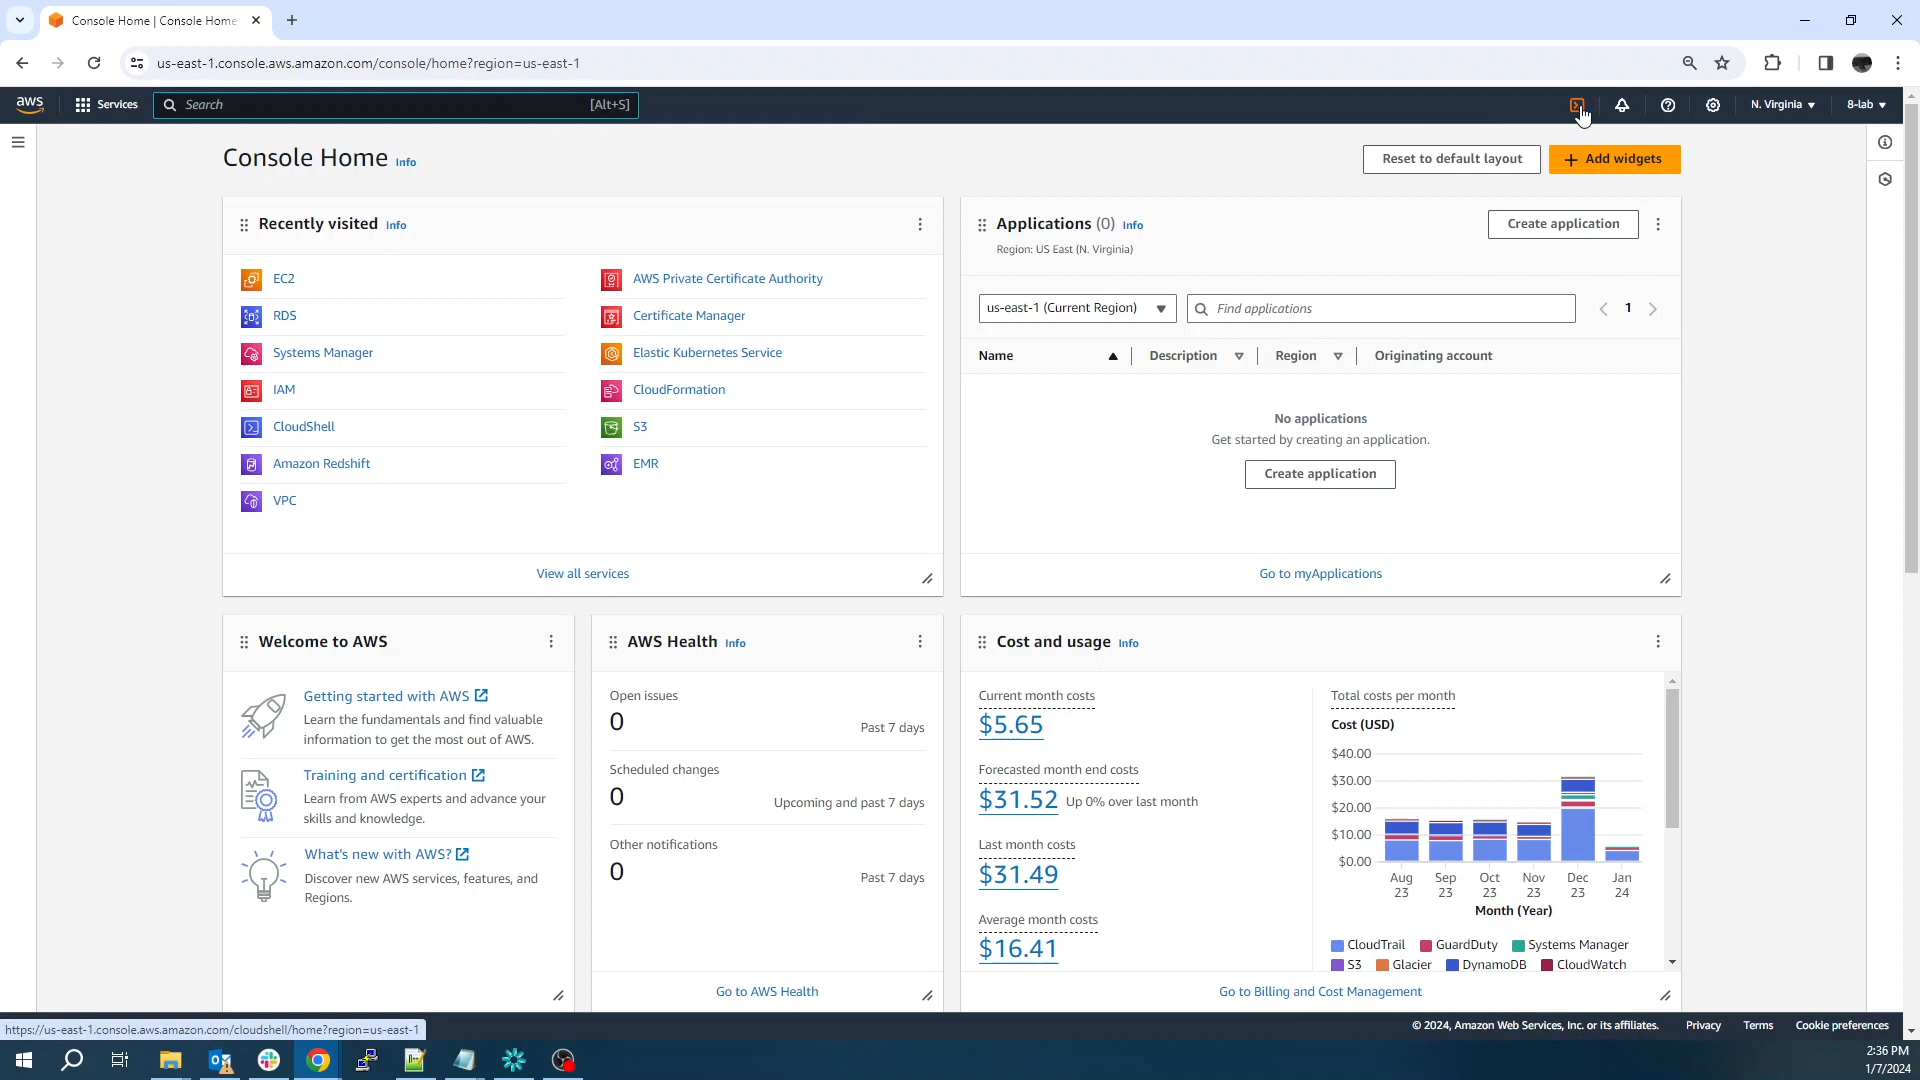 Console Home | Console Home
us-east-1.console.aws.amazon.com/console/home?region=us-east-1
aws
Services
Search
[Alt+S]
N. Virginia
8-lab
Console Home Info
Reset to default layout
Add widgets
Recently visited Info
EC2
RDS
Systems Manager
IAM
CloudShell
Amazon Redshift
VPC
AWS Private Certificate Authority
Certificate Manager
Elastic Kubernetes Service
CloudFormation
S3
EMR
View all services
Applications (0) Info
Region: US East (N. Virginia)
Create application
us-east-1 (Current Region)
Find applications
1
Name
Description
Region
Originating account
No applications
Get started by creating an application.
Create application
Go to myApplications
Welcome to AWS
Getting started with AWS
Learn the fundamentals and find valuable
information to get the most out of AWS.
Training and certification
Learn from AWS experts and advance your
skills and knowledge.
What's new with AWS?
Discover new AWS services, features, and
Regions.
AWS Health Info
Open issues
0
Past 7 days
Scheduled changes
0
Upcoming and past 7 days
Other notifications
0
Past 7 days
Go to AWS Health
Cost and usage Info
Current month costs
$5.65
Forecasted month end costs
$31.52 Up 0% over last month
Last month costs
$31.49
Average month costs
$16.41
Total costs per month
Cost (USD)
$40.00
$30.00
$20.00
$10.00
$0.00
Aug Sep Oct Nov Dec Jan
23 23 23 23 23 24
Month (Year)
CloudTrail GuardDuty Systems Manager
S3 Glacier DynamoDB CloudWatch
Go to Billing and Cost Management
https://us-east-1.console.aws.amazon.com/cloudshell/home?region=us-east-1
© 2024, Amazon Web Services, Inc. or its affiliates.
Privacy
Terms
Cookie preferences
2:36 PM
1/7/2024